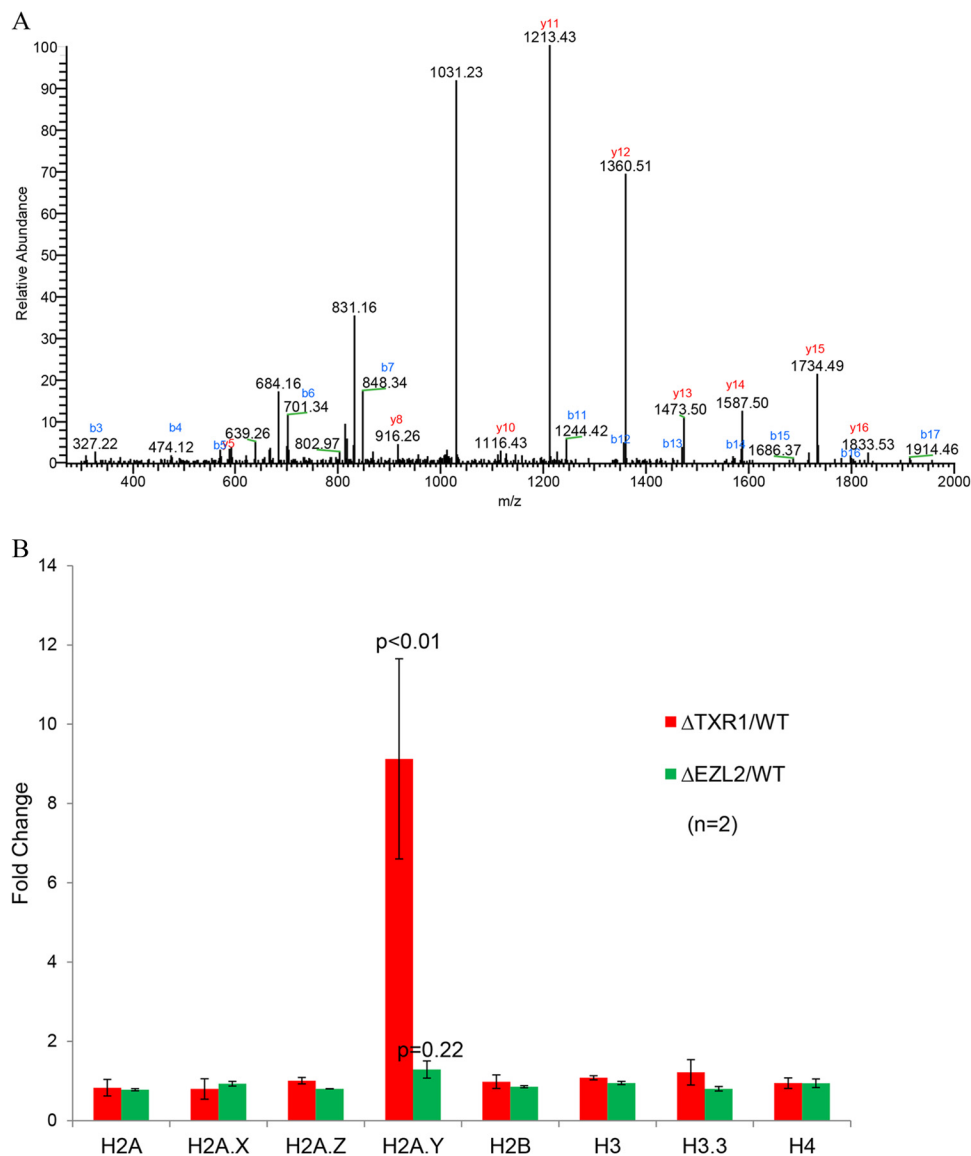 A
y11
1213.43
100
1031.23
90
y12
80
1360.51
70
60
Relative Abundance
50
40
831.16
y15
30
1734.49
b7
684.16
848.34
y14
20
b6
y13
1587.50
701.34
y8
b11
1473.50
y16
10
b3
b4
639.26
916.26
y10
1244.42
b15
1833.53
b17
327.22
474.12
b5
y5
802.97
1116.43
b12
b13
b14
1686.37
b16
1914.46
0
400 600 800 1000 1200 1400 1600 1800 2000
m/z
B
14
12
p<0.01
10
ΔTXR1/WT
8
ΔEZL2/WT
Fold Change
(n=2)
6
4
2
p=0.22
0
H2A H2A.X H2A.Z H2A.Y H2B H3 H3.3 H4